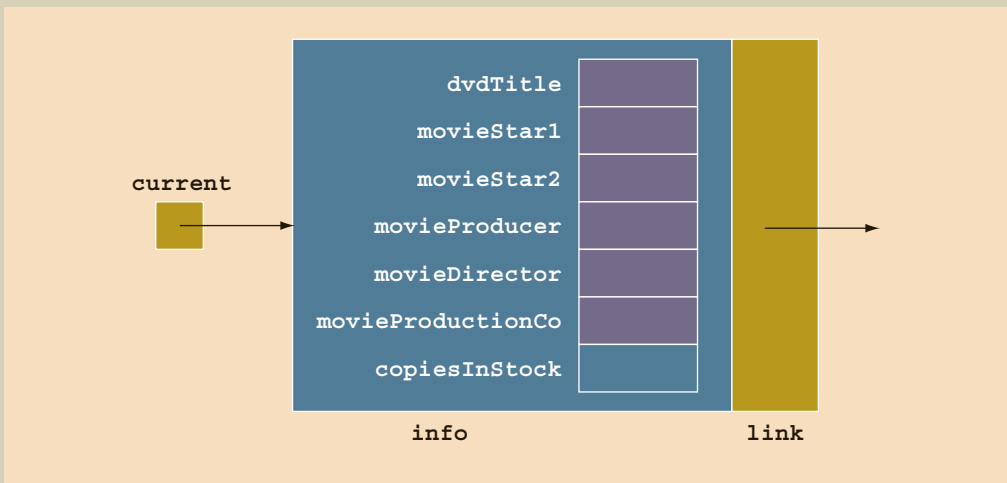 dvdTitle
movieStar1
movieStar2
current
movieProducer
movieDirector
movieProductionCo
copiesInStock
info
link